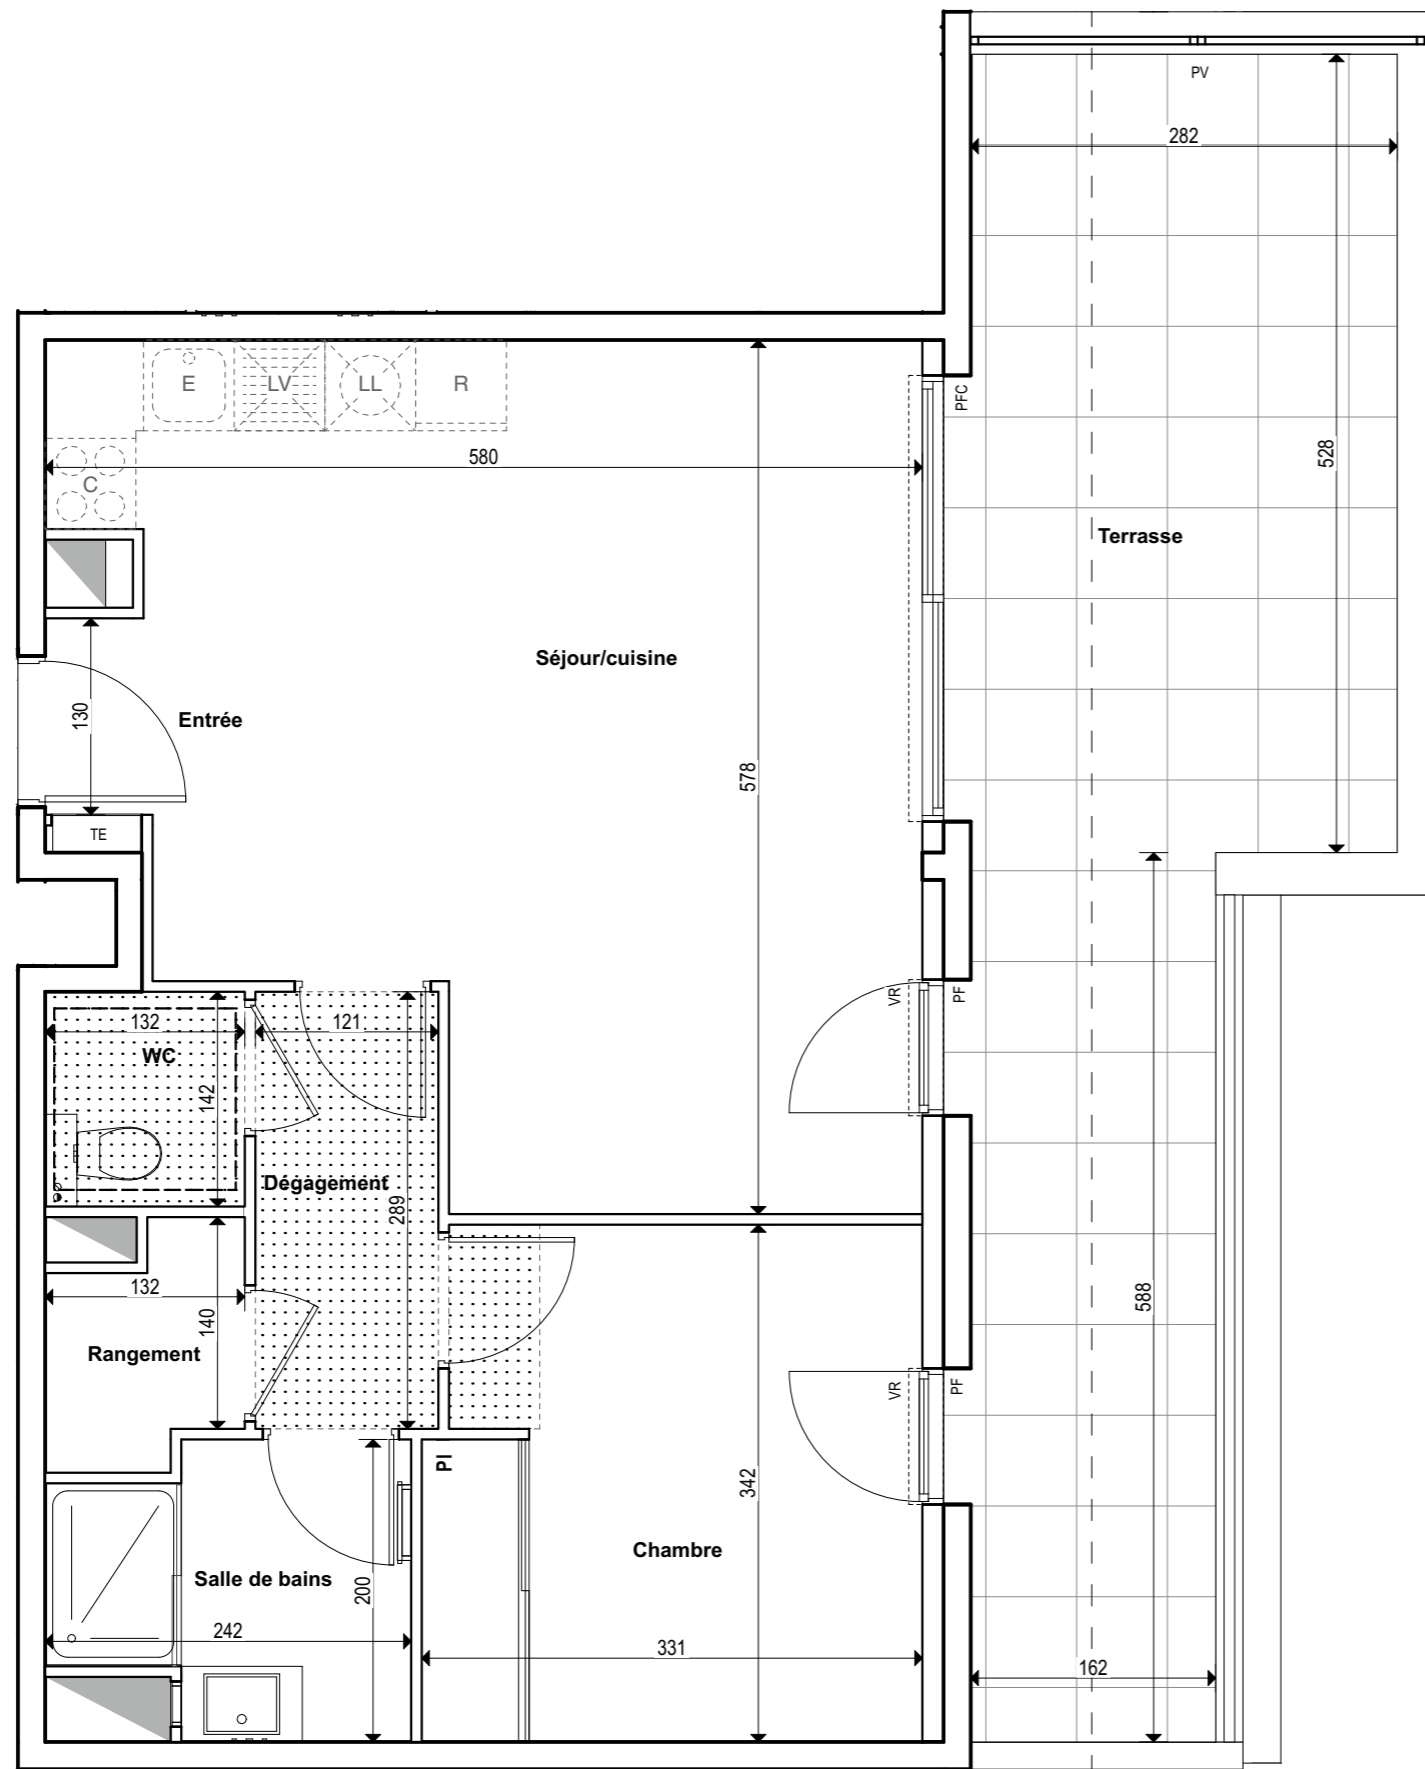 PV
282
E
LV
LL
R
PFC
580
528
C
Terrasse
Séjour/cuisine
130
Entrée
578
TE
VR
PF
132
121
WC
142
Dégagement
289
132
140
588
Rangement
VR
PF
PI
342
Chambre
Salle de bains
200
242
331
162